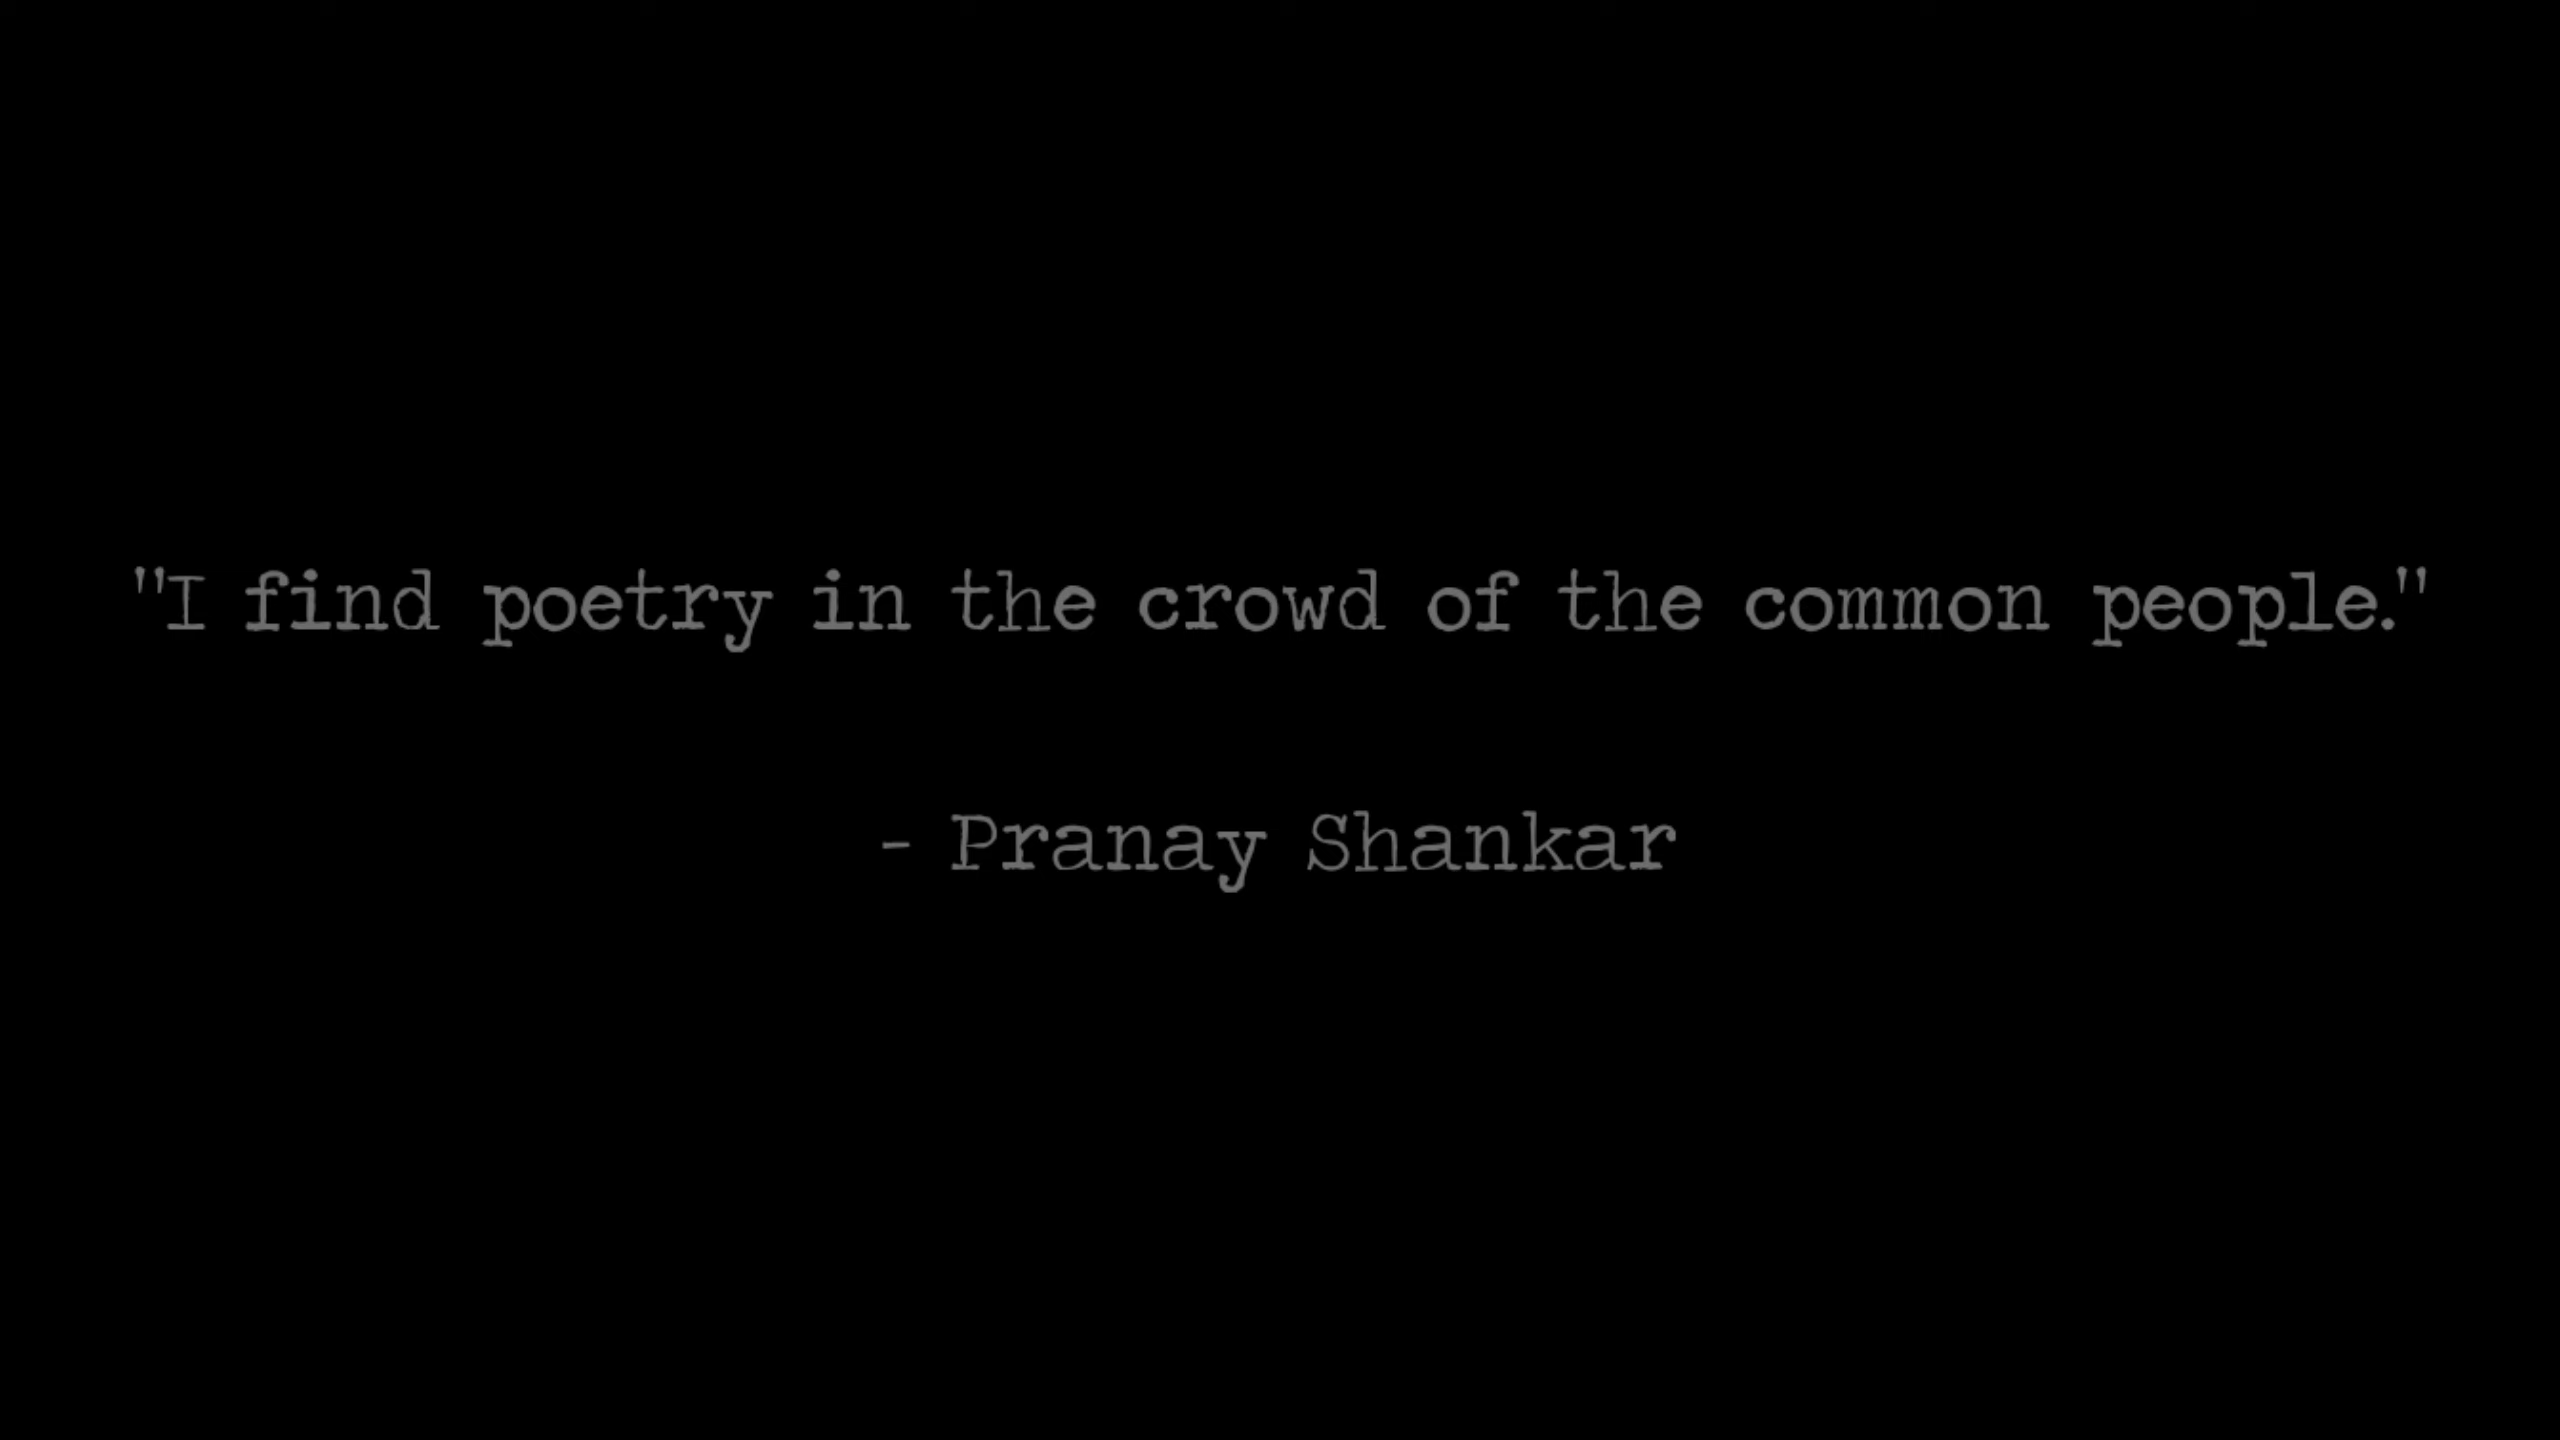 "I find poetry in the crowd of the common people."
- Pranay Shankar